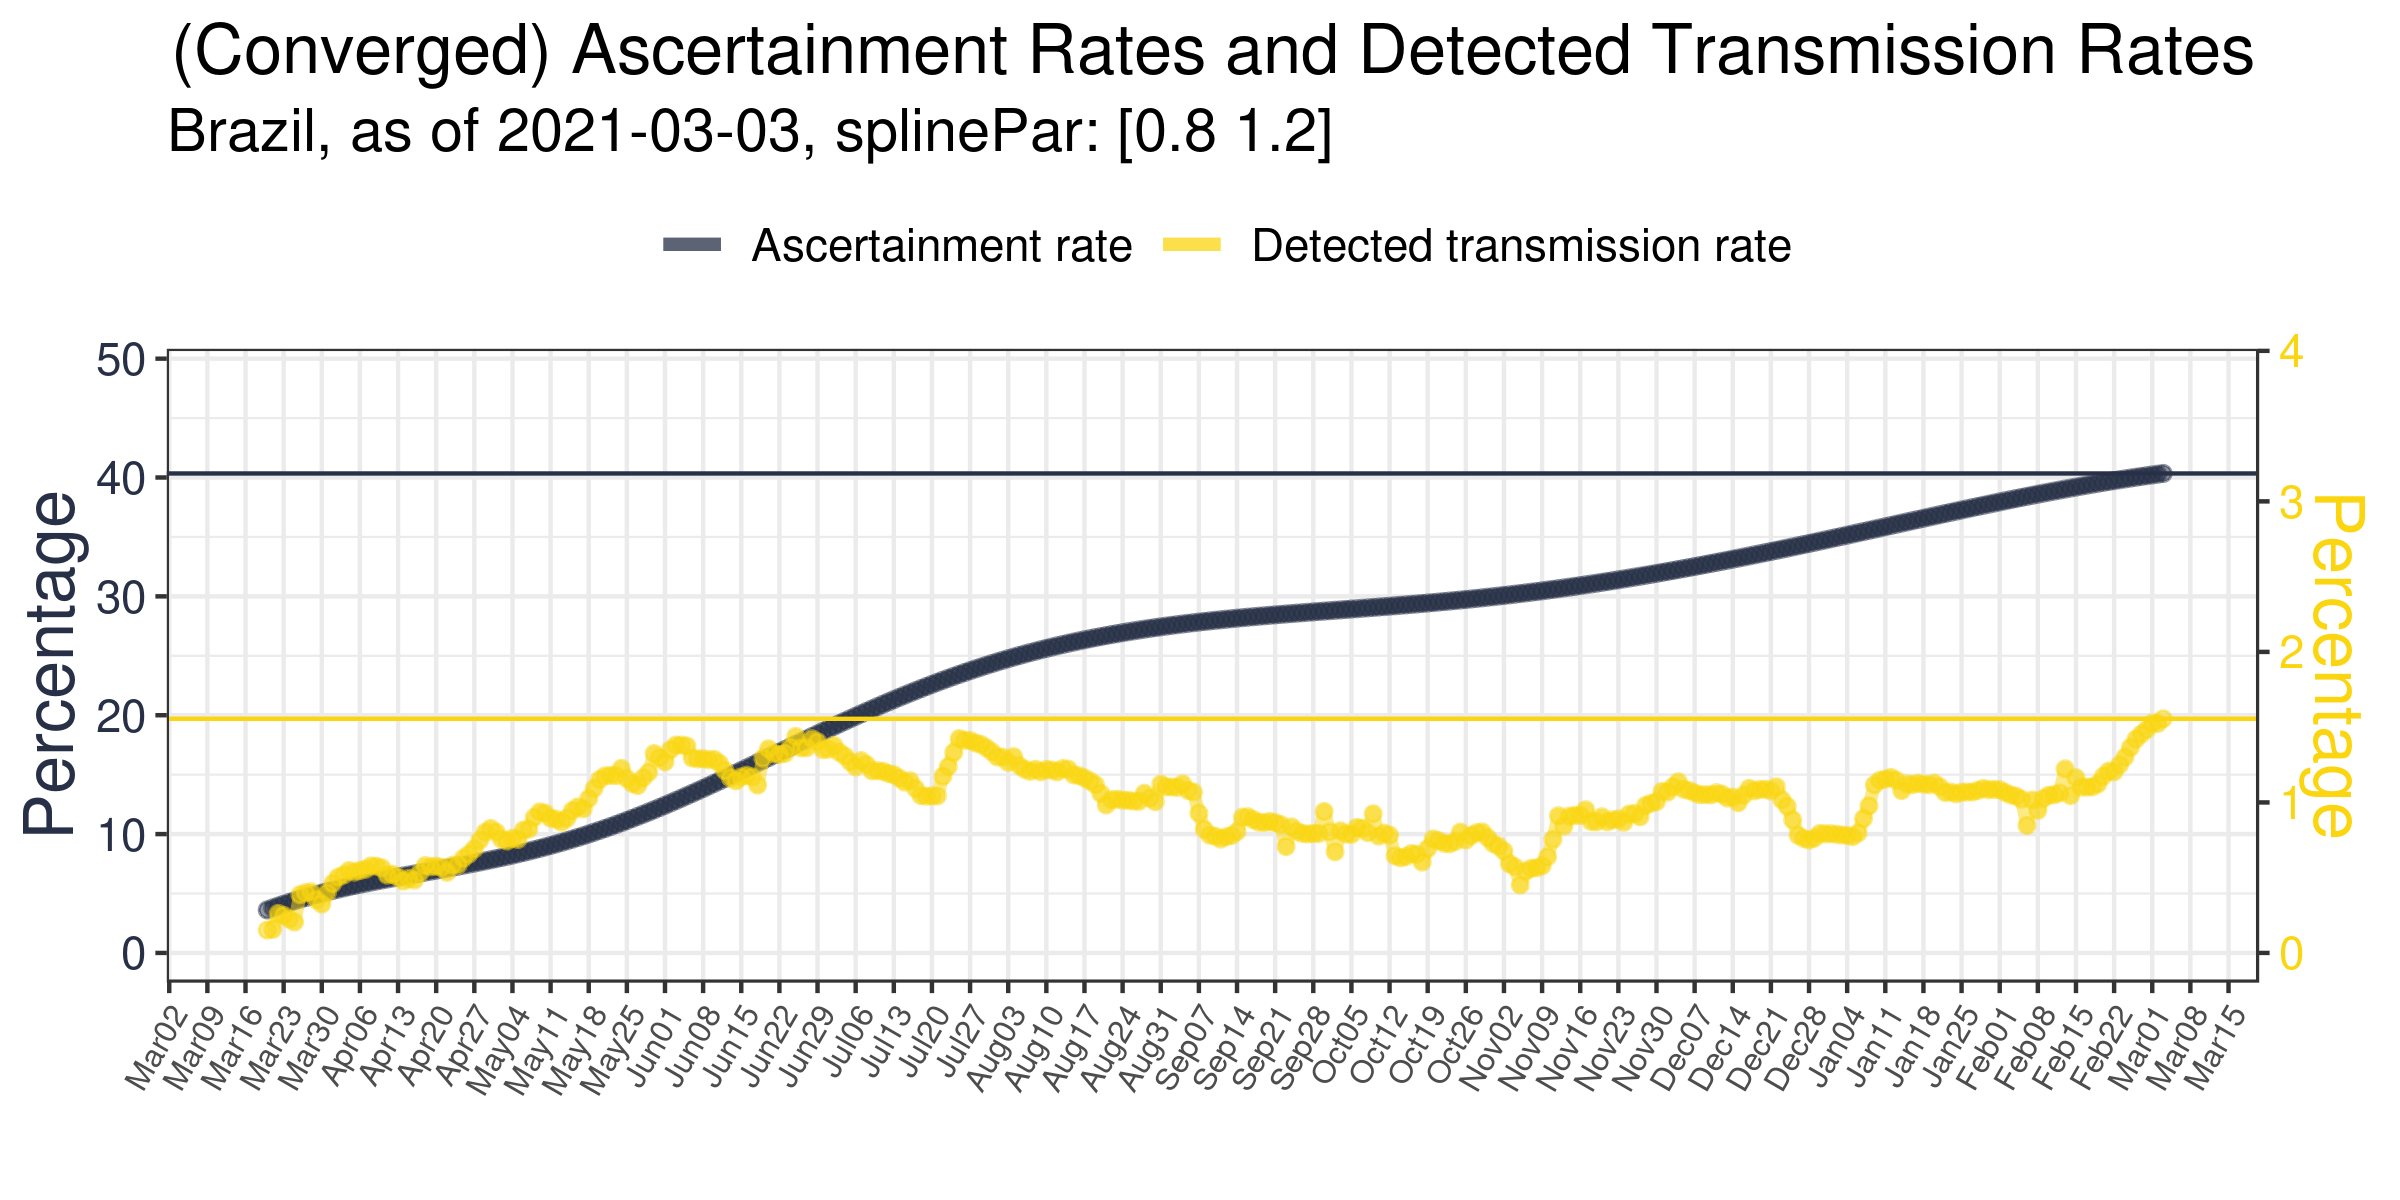 (Converged) Ascertainment Rates and Detected Transmission Rates
Brazil, as of 2021-03-03, splinePar: [0.8 1.2]
Ascertainment rate Detected transmission rate
Percentage
50
40
30
20
10
0
4
3
2
1
0
Percentage
Mar02 Mar09 Mar16 Mar23 Mar30 Apr06 Apr13 Apr20 Apr27 May04 May11 May18 May25 Jun01 Jun08 Jun15 Jun22 Jun29 Jul06 Jul13 Jul20 Jul27 Aug03 Aug10 Aug17 Aug24 Aug31 Sep07 Sep14 Sep21 Sep28 Oct05 Oct12 Oct19 Oct26 Nov02 Nov09 Nov16 Nov23 Nov30 Dec07 Dec14 Dec21 Dec28 Jan04 Jan11 Jan18 Jan25 Feb01 Feb08 Feb15 Feb22 Mar01 Mar08 Mar15